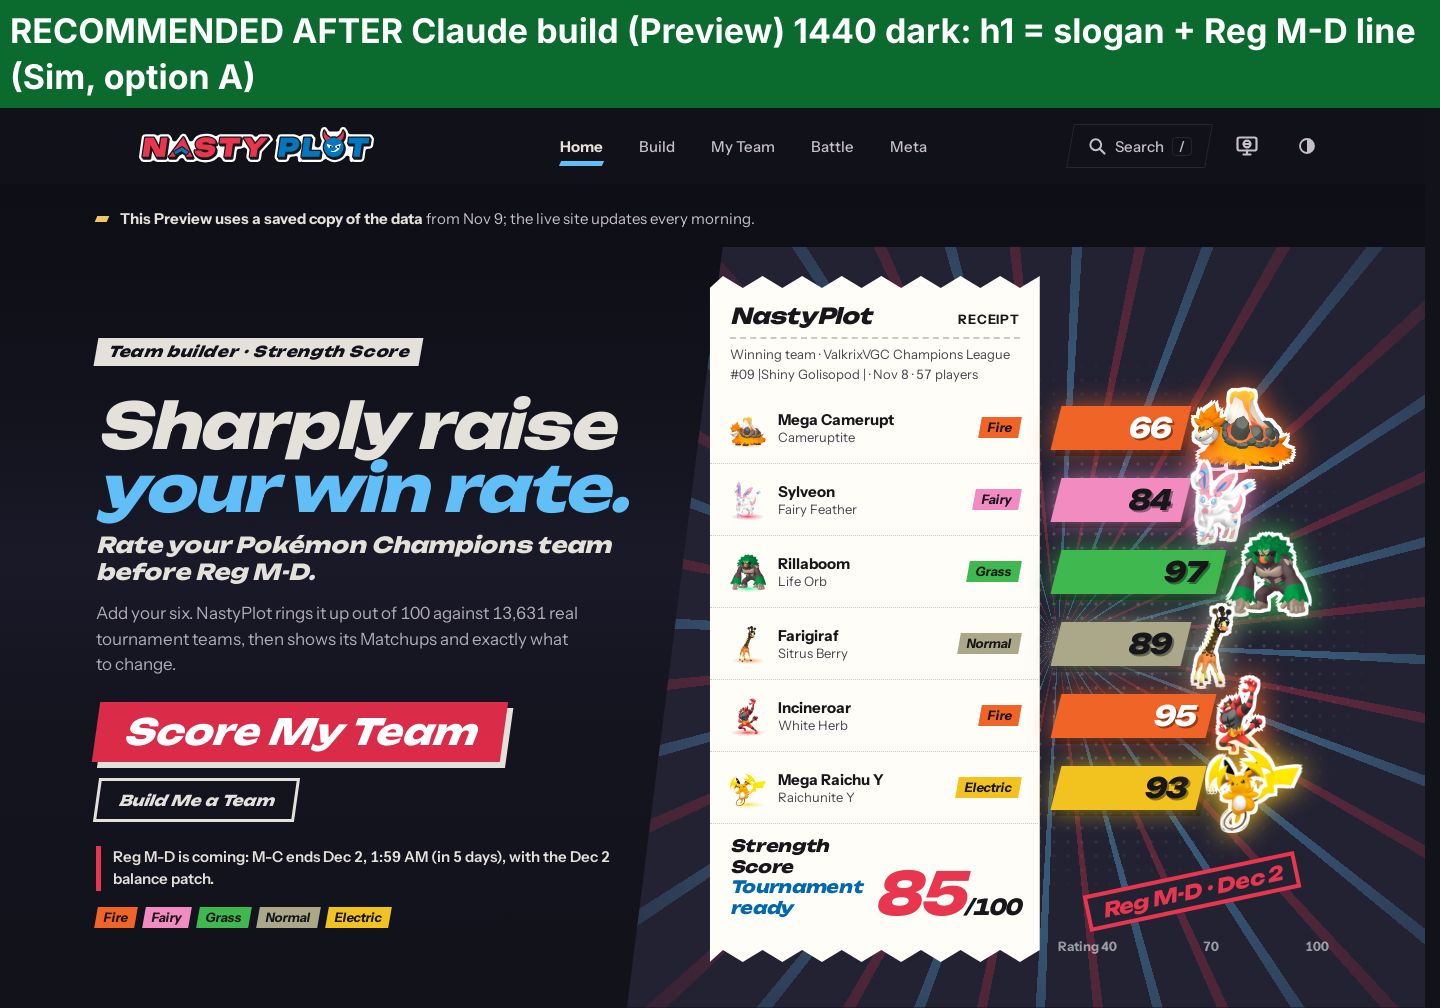 RECOMMENDED AFTER Claude build (Preview) 1440 dark: h1 = slogan + Reg M-D line
(Sim, option A)
NASTY PLOT
Home
Build
My Team
Battle
Meta
Search /
This Preview uses a saved copy of the data from Nov 9; the live site updates every morning.
Team builder · Strength Score
Sharply raise
your win rate.
Rate your Pokémon Champions team
before Reg M-D.
Add your six. NastyPlot rings it up out of 100 against 13,631 real
tournament teams, then shows its Matchups and exactly what
to change.
Score My Team
Build Me a Team
Reg M-D is coming: M-C ends Dec 2, 1:59 AM (in 5 days), with the Dec 2
balance patch.
Fire Fairy Grass Normal Electric
NastyPlot
RECEIPT
Winning team · ValkrixVGC Champions League
#09 |Shiny Golisopod | · Nov 8 · 57 players
Mega Camerupt
Cameruptite
Fire
66
Sylveon
Fairy Feather
Fairy
84
Rillaboom
Life Orb
Grass
97
Farigiraf
Sitrus Berry
Normal
89
Incineroar
White Herb
Fire
95
Mega Raichu Y
Raichunite Y
Electric
93
Strength
Score
Tournament
ready
85/100
Reg M-D · Dec 2
Rating 40 70 100